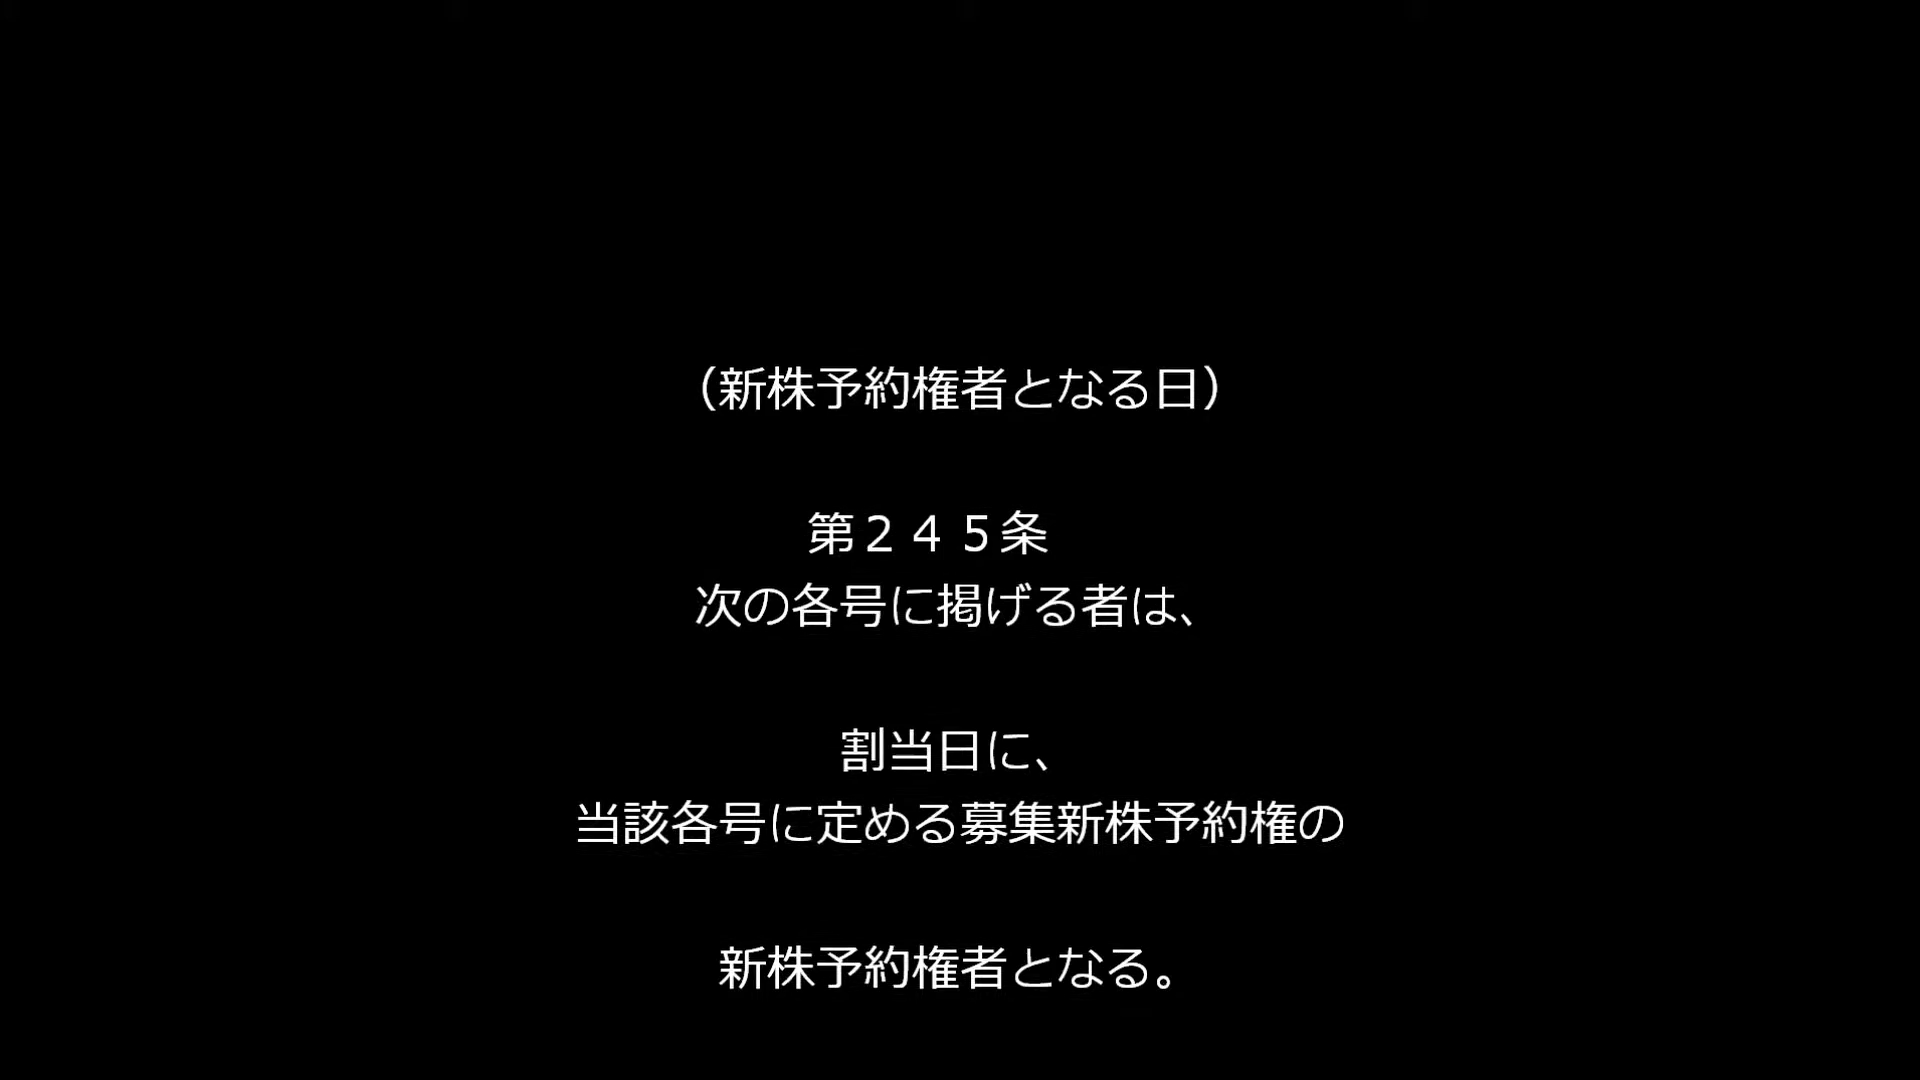 （新株予約権者となる日）
第２４５条
次の各号に掲げる者は、
割当日に、
当該各号に定める募集新株予約権の
新株予約権者となる。